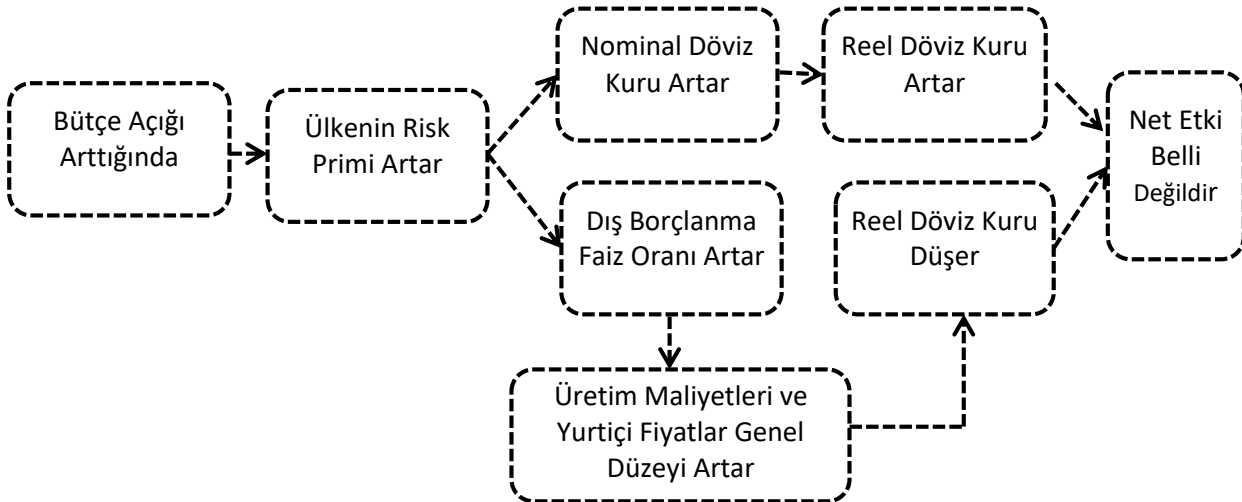 Bütçe Açığı
Arttığında
Ülkenin Risk
Primi Artar
Nominal Döviz
Kuru Artar
Reel Döviz Kuru
Artar
Dış Borçlanma
Faiz Oranı Artar
Üretim Maliyetleri ve
Yurtiçi Fiyatlar Genel
Düzeyi Artar
Reel Döviz Kuru
Düşer
Net Etki
Belli
Değildir